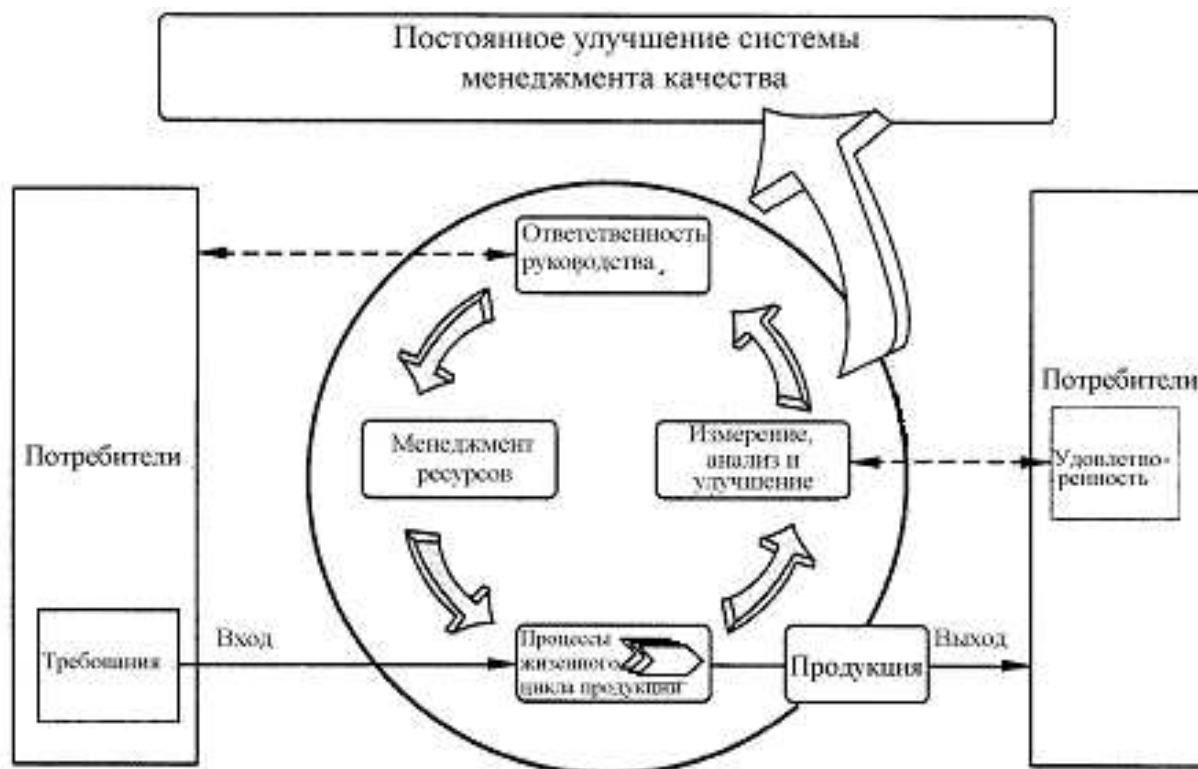 Постоянное улучшение системы
менеджмента качества
Ответственность
руководства
Потребители
Менеджмент
ресурсов
Измерение,
анализ и
улучшение
Потребители
Удовлетво-
ренность
Требования
Вход
Процессы
жизенного
цикла продукции
Продукция
Выход